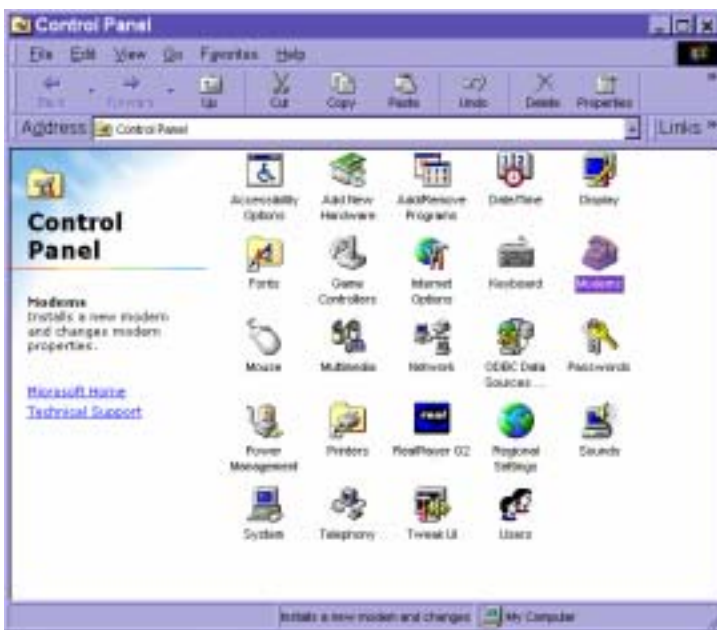 Control Panel
File Edit View Go Favorites Help
Back Forward Up Cut Copy Paste Undo Delete Properties
Address Control Panel Links
Control
Panel
Modems
Installs a new modem
and changes modem
properties.
Microsoft Home
Technical Support
Accessibility
Options
Add New
Hardware
Add/Remove
Programs
Date/Time
Display
Fonts
Game
Controllers
Internet
Options
Keyboard
Modems
Mouse
Multimedia
Network
ODBC Data
Sources ...
Passwords
Power
Management
Printers
real
RealPlayer G2
Regional
Settings
Sounds
System
Telephony
Tweak UI
Users
Installs a new modem and changes
My Computer